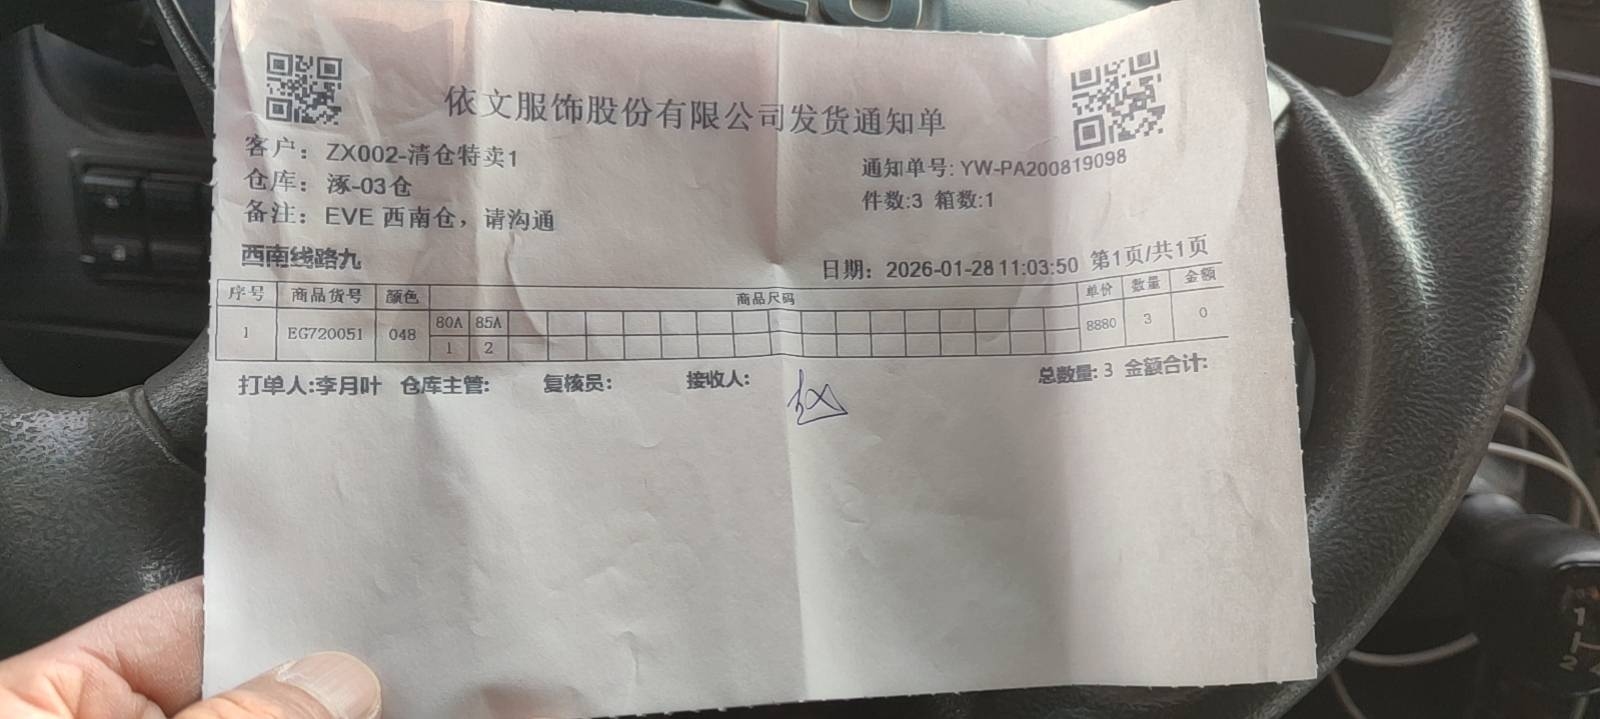 依文服饰股份有限公司发货通知单
客户：ZX002-清仓特卖1
通知单号: YW-PA200819098
仓库：涿-03仓
件数:3 箱数:1
备注：EVE 西南仓，请沟通
西南线路九
日期：2026-01-28 11:03:50 第1页/共1页
序号 商品货号 颜色 商品尺码 单价 数量 金额
80A 85A
1 EG720051 048 8880 3 0
1 2
打单人:李月叶 仓库主管: 复核员: 接收人: 赵 总数量: 3 金额合计:
1
2